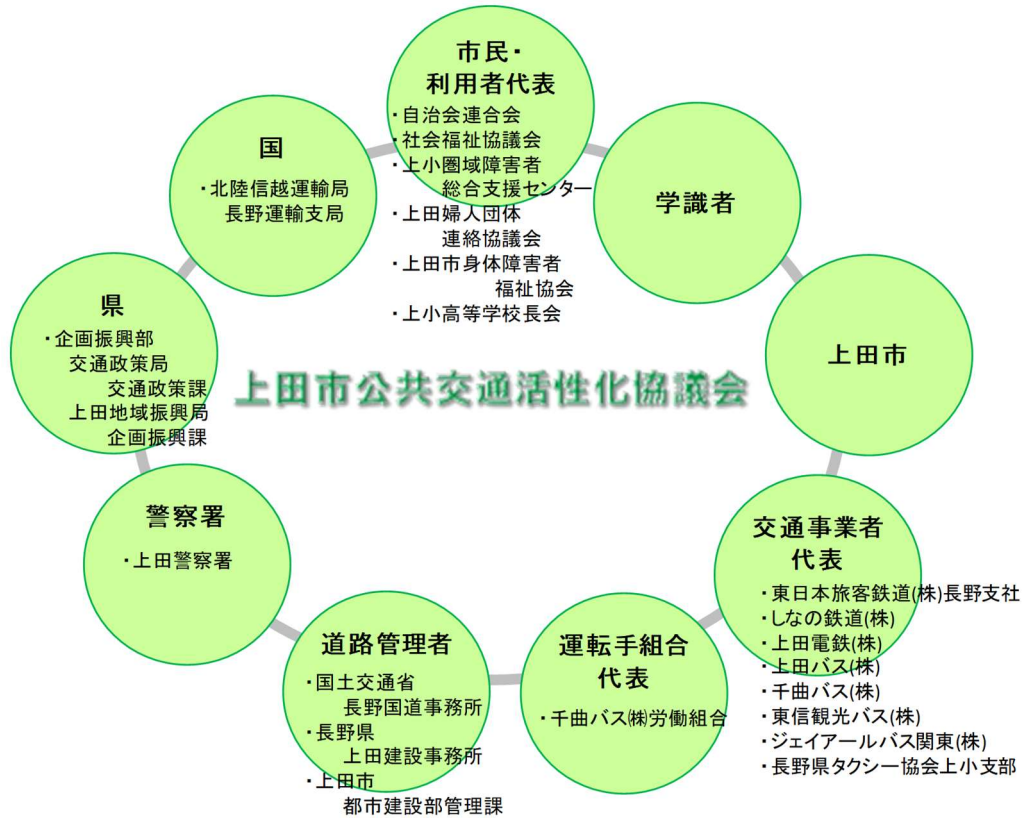 市民・
利用者代表
・自治会連合会
・社会福祉協議会
・上小圏域障害者
総合支援センター
・上田婦人団体
連絡協議会
・上田市身体障害者
福祉協会
・上小高等学校長会
学識者
上田市
交通事業者
代表
・東日本旅客鉄道(株)長野支社
・しなの鉄道(株)
・上田電鉄(株)
・上田バス(株)
・千曲バス(株)
・東信観光バス(株)
・ジェイアールバス関東(株)
・長野県タクシー協会上小支部
運転手組合
代表
・千曲バス㈱労働組合
道路管理者
・国土交通省
長野国道事務所
・長野県
上田建設事務所
・上田市
都市建設部管理課
警察署
・上田警察署
県
・企画振興部
交通政策局
交通政策課
上田地域振興局
企画振興課
国
・北陸信越運輸局
長野運輸支局
上田市公共交通活性化協議会